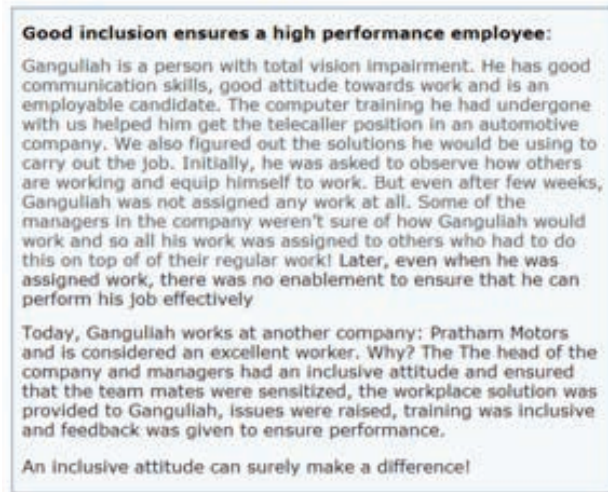 Good inclusion ensures a high performance employee:
Ganguliah is a person with total vision impairment. He has good
communication skills, good attitude towards work and is an
employable candidate. The computer training he had undergone
with us helped him get the telecaller position in an automotive
company. We also figured out the solutions he would be using to
carry out the job. Initially, he was asked to observe how others
are working and equip himself to work. But even after few weeks,
Ganguliah was not assigned any work at all. Some of the
managers in the company weren't sure of how Ganguliah would
work and so all his work was assigned to others who had to do
this on top of of their regular work! Later, even when he was
assigned work, there was no enablement to ensure that he can
perform his job effectively
Today, Ganguliah works at another company: Pratham Motors
and is considered an excellent worker. Why? The The head of the
company and managers had an inclusive attitude and ensured
that the team mates were sensitized, the workplace solution was
provided to Ganguliah, issues were raised, training was inclusive
and feedback was given to ensure performance.
An inclusive attitude can surely make a difference!